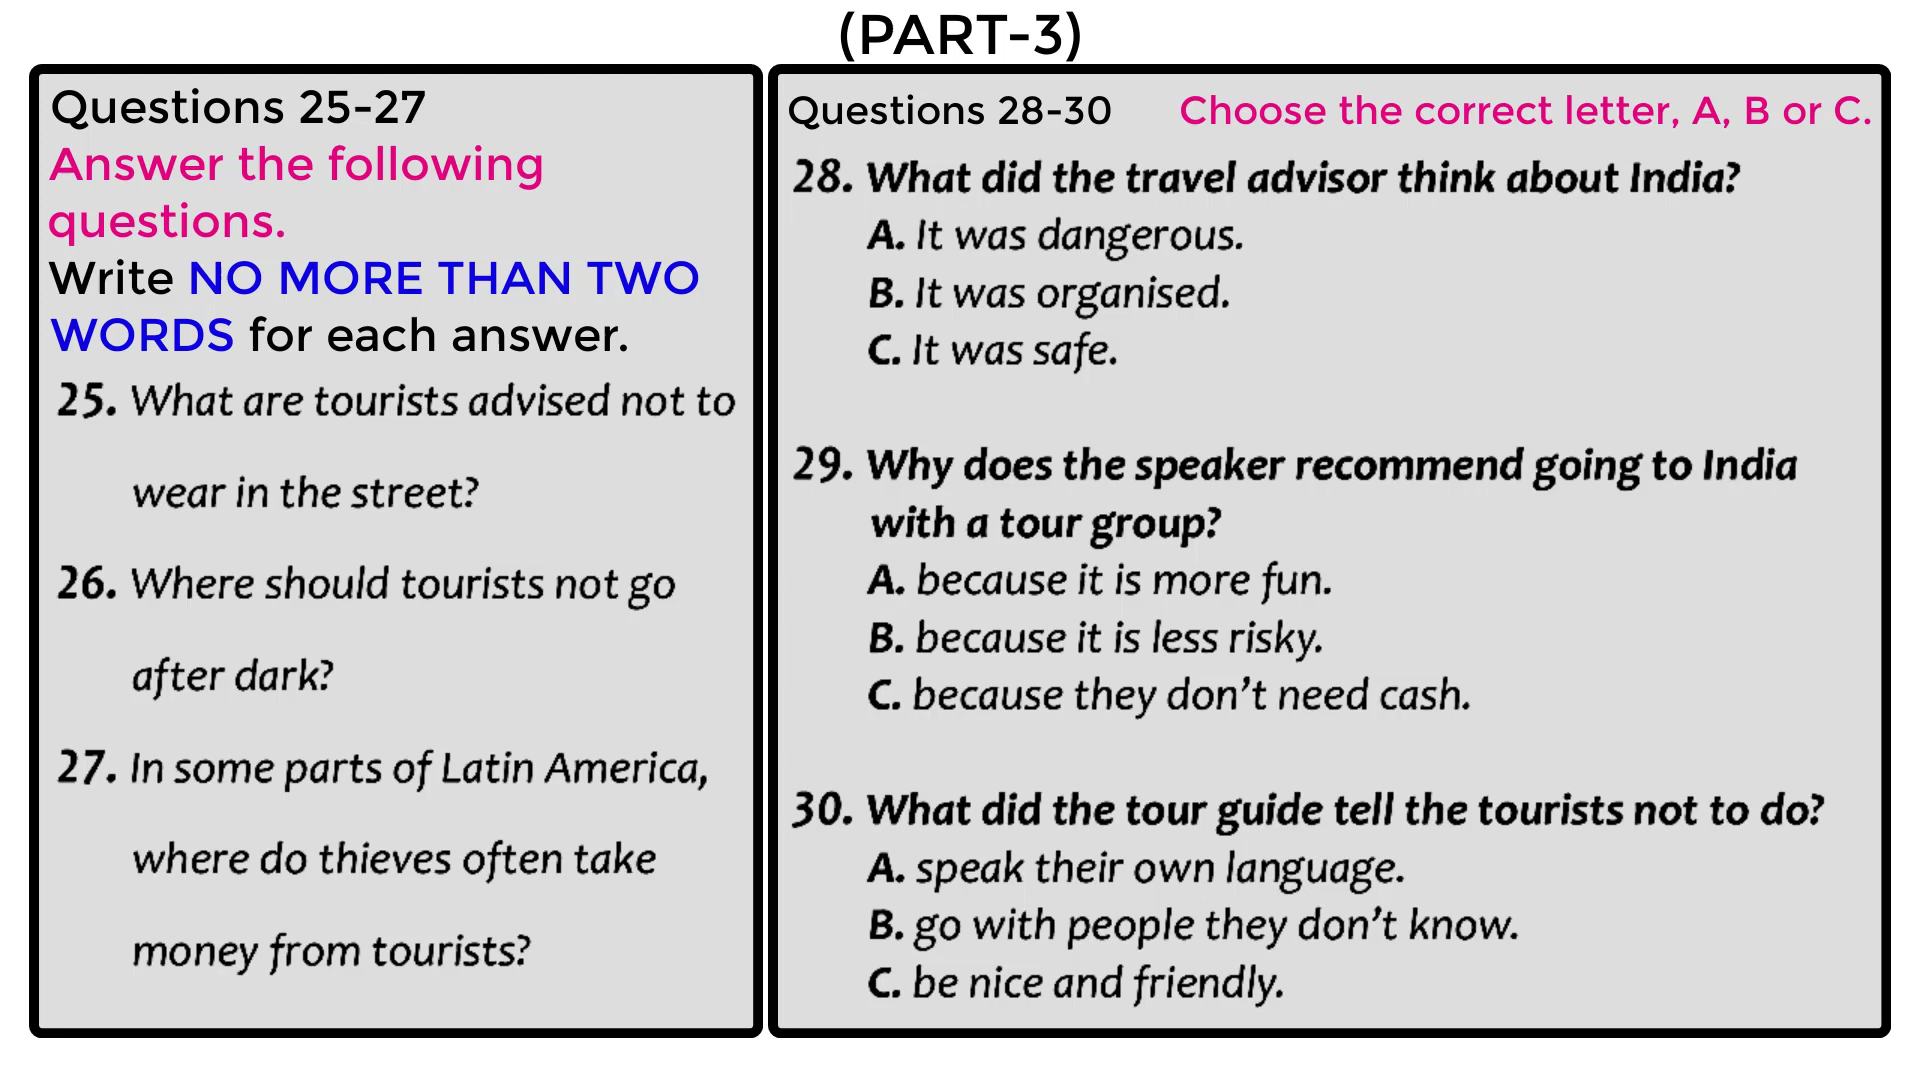 (PART-3)
Questions 25-27
Answer the following
questions.
Write NO MORE THAN TWO
WORDS for each answer.
25. What are tourists advised not to
wear in the street?
26. Where should tourists not go
after dark?
27. In some parts of Latin America,
where do thieves often take
money from tourists?
Questions 28-30 Choose the correct letter, A, B or C.
28. What did the travel advisor think about India?
A. It was dangerous.
B. It was organised.
C. It was safe.
29. Why does the speaker recommend going to India
with a tour group?
A. because it is more fun.
B. because it is less risky.
C. because they don't need cash.
30. What did the tour guide tell the tourists not to do?
A. speak their own language.
B. go with people they don't know.
C. be nice and friendly.